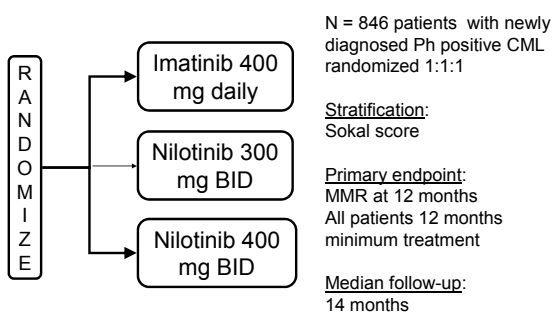 RANDOMIZE
Imatinib 400
mg daily
Nilotinib 300
mg BID
Nilotinib 400
mg BID
N = 846 patients with newly
diagnosed Ph positive CML
randomized 1:1:1
Stratification:
Sokal score
Primary endpoint:
MMR at 12 months
All patients 12 months
minimum treatment
Median follow-up:
14 months